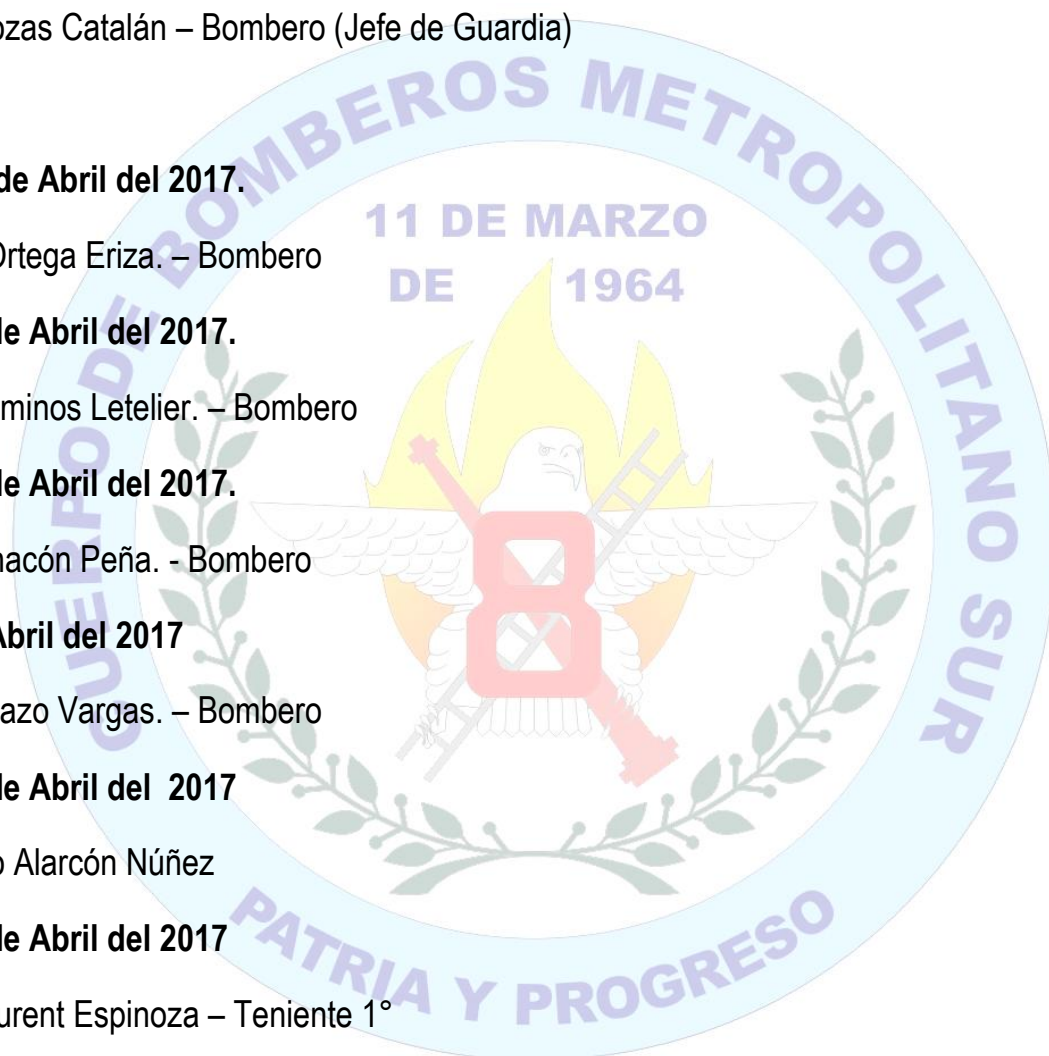 ozas Catalán – Bombero (Jefe de Guardia)
de Abril del 2017.
Ortega Eriza. – Bombero
de Abril del 2017.
minos Letelier. – Bombero
de Abril del 2017.
hacón Peña. - Bombero
Abril del 2017
azo Vargas. – Bombero
de Abril del  2017
o Alarcón Núñez
de Abril del 2017
urent Espinoza – Teniente 1°
CUERPO DE BOMBEROS METROPOLITANO SUR
11 DE MARZO
DE 1964
8
PATRIA Y PROGRESO